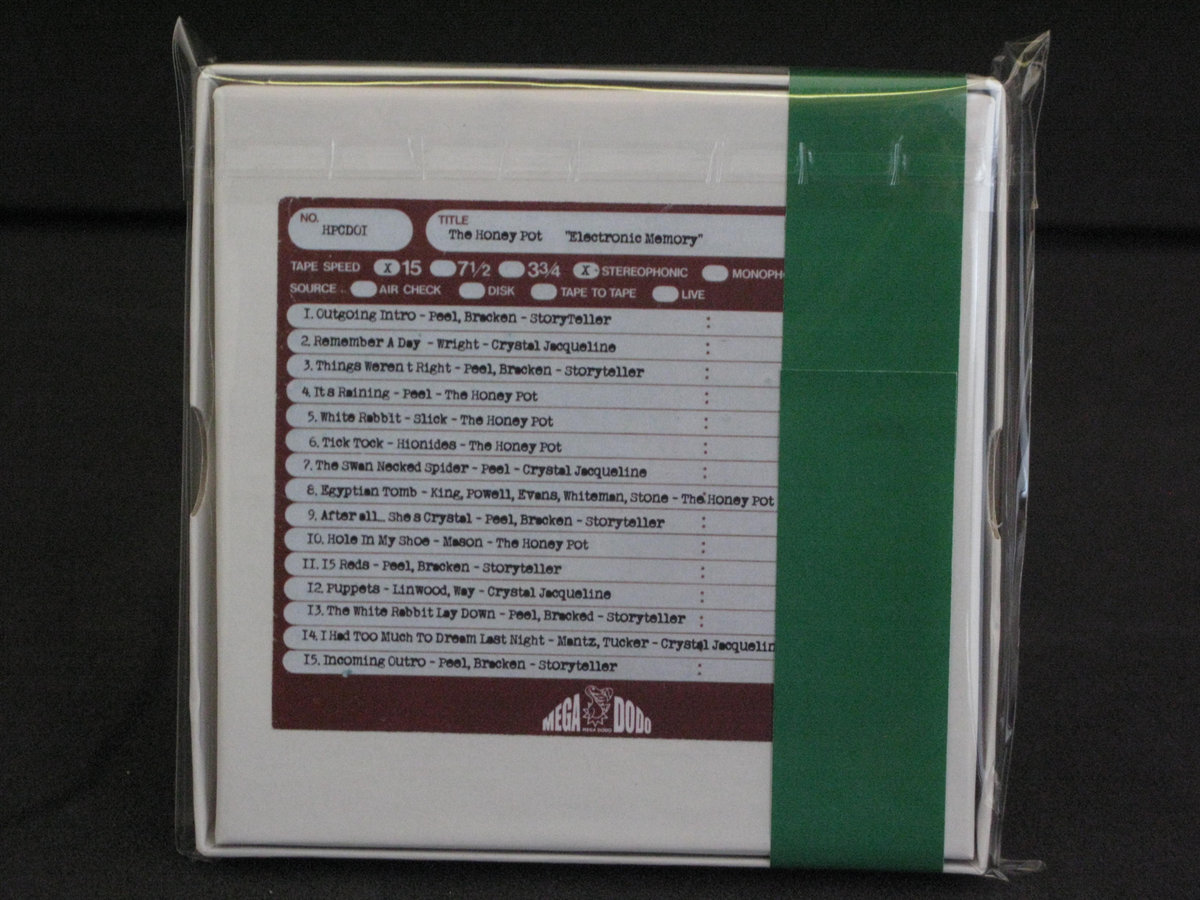 NO. TITLE
HPCD01 The Honey Pot "Electronic Memory"
TAPE SPEED X 15 7 1/2 3 3/4 X STEREOPHONIC MONOPH
SOURCE .. AIR CHECK DISK TAPE TO TAPE LIVE
1. Outgoing Intro - Peel, Bracken - StoryTeller
2. Remember A Day - Wright - Crystal Jacqueline
3. Things Weren t Right - Peel, Bracken - Storyteller
4. It s Raining - Peel - The Honey Pot
5. White Rabbit - Slick - The Honey Pot
6. Tick Tock - Hionides - The Honey Pot
7. The Swan Necked Spider - Peel - Crystal Jacqueline
8. Egyptian Tomb - King, Powell, Evans, Whiteman, Stone - The Honey Pot
9. After all... She s Crystal - Peel, Bracken - Storyteller
10. Hole In My Shoe - Mason - The Honey Pot
11. 15 Reds - Peel, Bracken - Storyteller
12. Puppets - Linwood, Way - Crystal Jacqueline
13. The White Rabbit Lay Down - Peel, Bracked - Storyteller
14. I Had Too Much To Dream Last Night - Mantz, Tucker - Crystal Jacquelin
15. Incoming Outro - Peel, Bracken - Storyteller
MEGA DODO
MEGA DODO